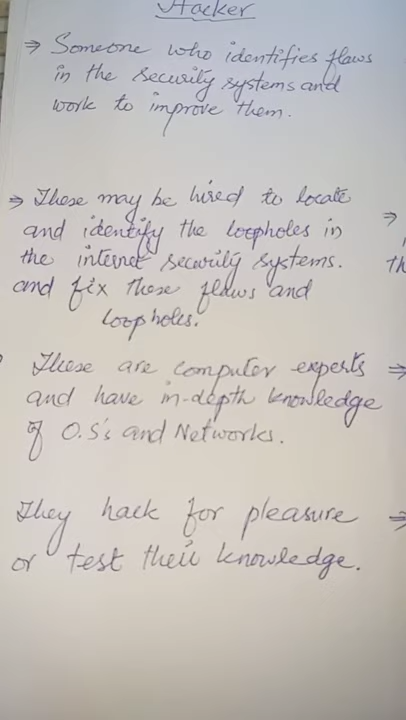 Hacker
⇒ Someone who identifies flaws
in the security systems and
work to improve them.
⇒ These may be hired to locate
and identify the loopholes in
the internet security systems.
and fix these flaws and
loopholes.
These are computer experts
and have in-depth knowledge
of O.S's and Networks.
They hack for pleasure
or test their knowledge.
⇒
th
⇒
⇒